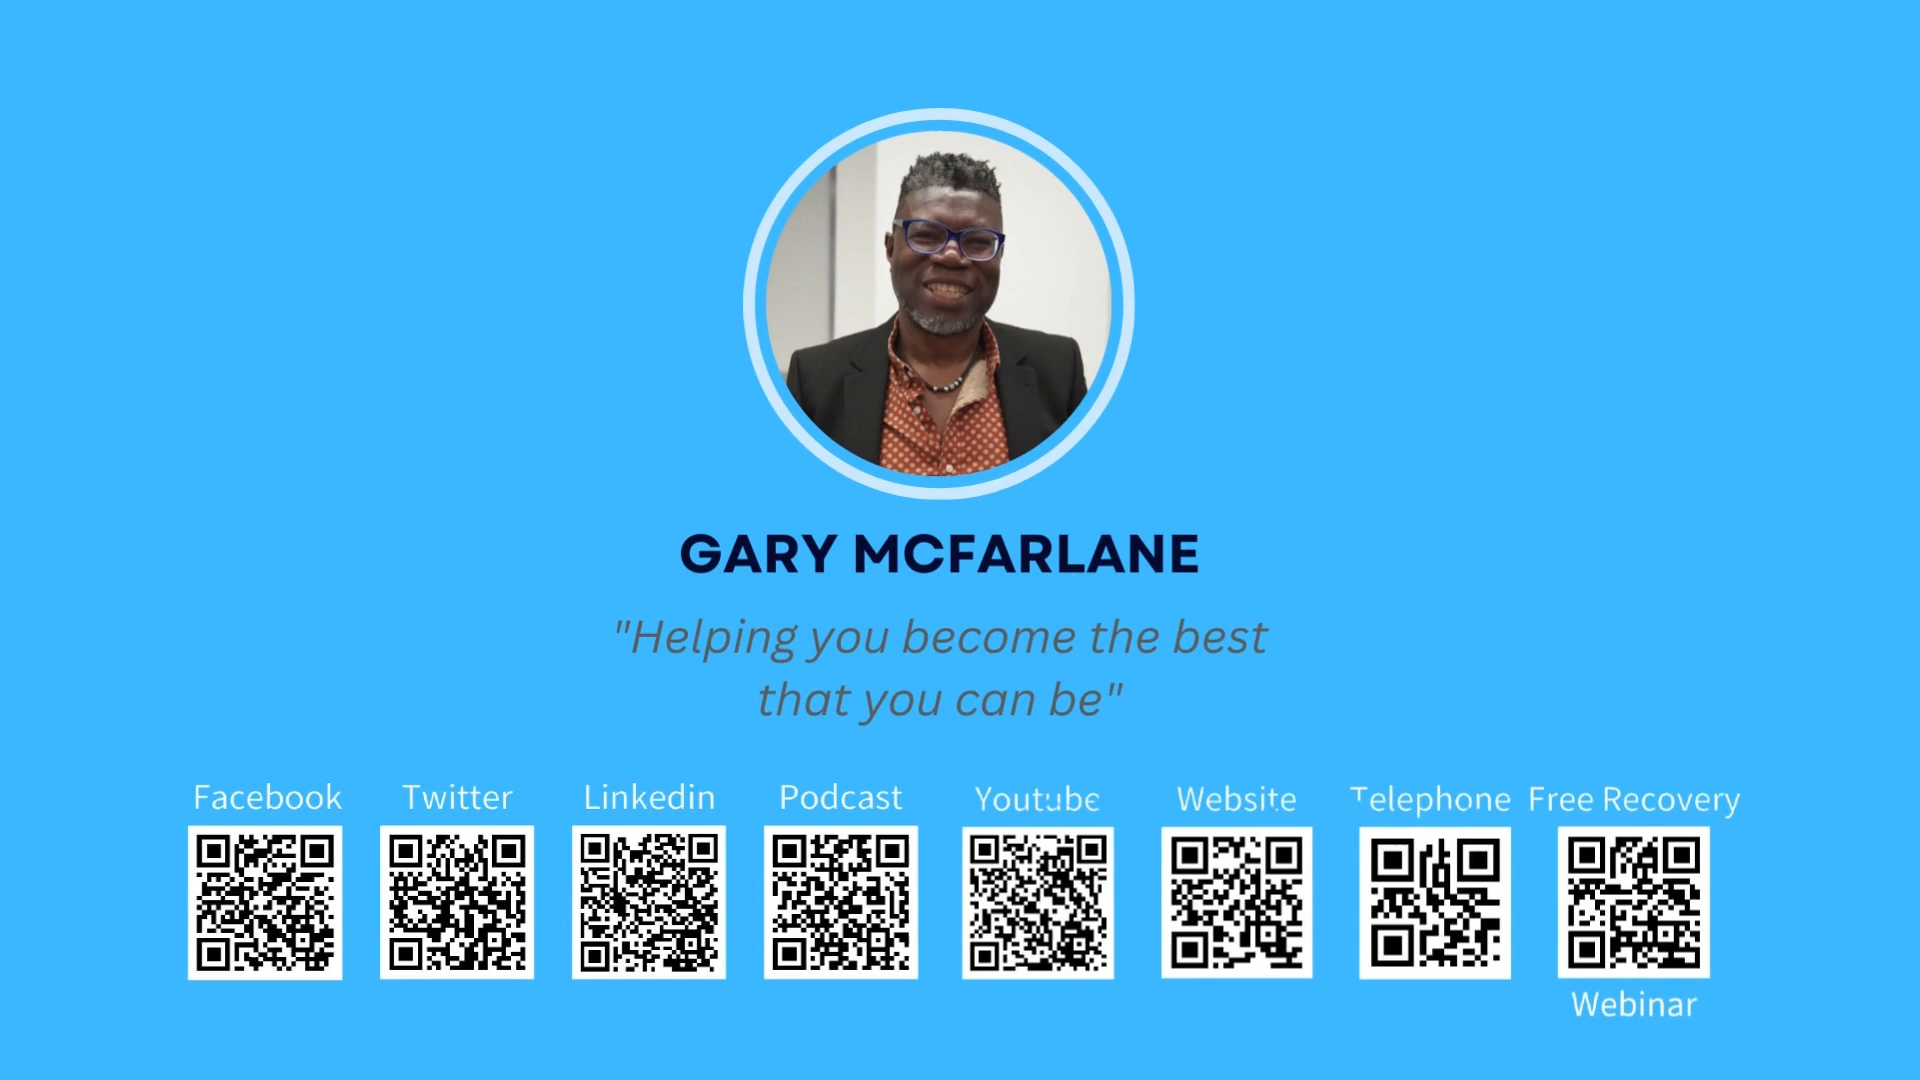 GARY MCFARLANE
"Helping you become the best
that you can be"
Facebook
Twitter
Linkedin
Podcast
Youtube
Website
Telephone
Free Recovery
Webinar